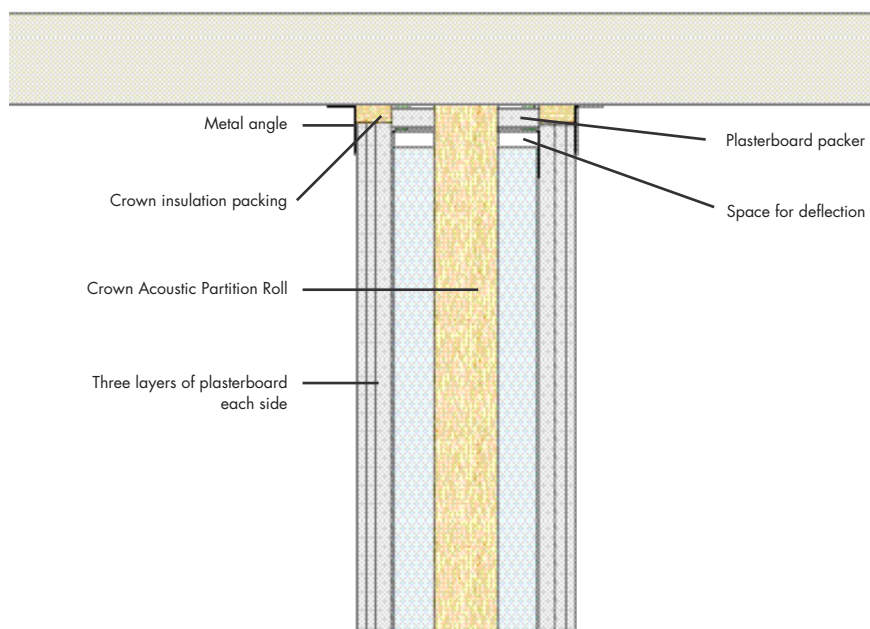 Metal angle
Crown insulation packing
Crown Acoustic Partition Roll
Three layers of plasterboard
each side
Plasterboard packer
Space for deflection